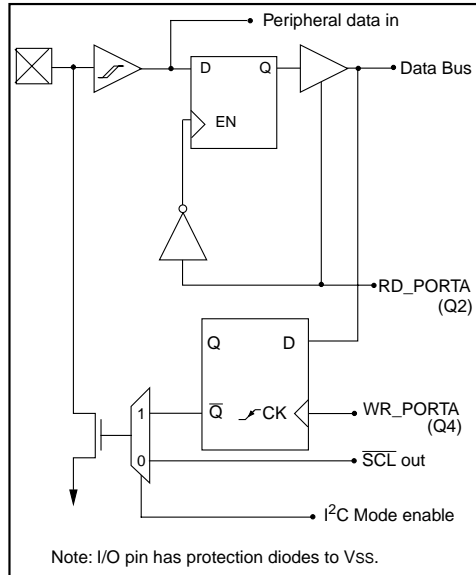 Peripheral data in
D
Q
Data Bus
EN
RD_PORTA
(Q2)
Q
D
Q̅
CK
WR_PORTA
(Q4)
1
0
S̅C̅L̅ out
I²C Mode enable
Note: I/O pin has protection diodes to VSS.